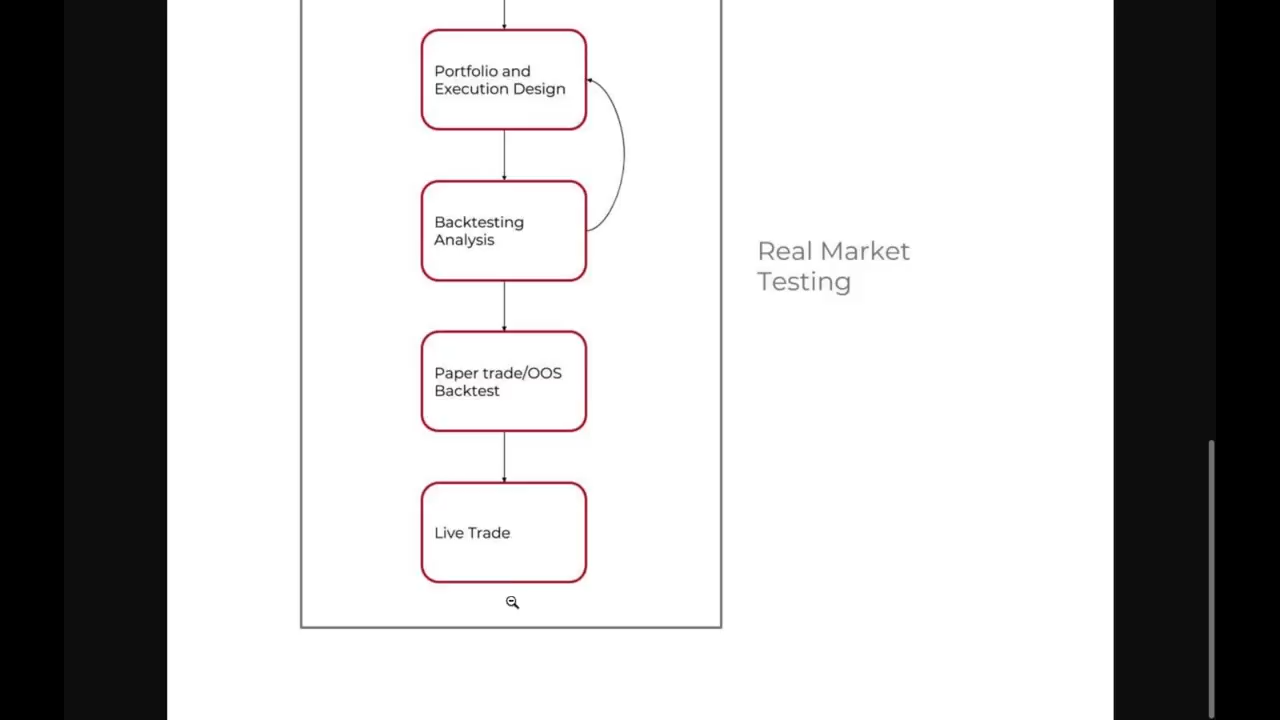 Portfolio and
Execution Design
Backtesting
Analysis
Real Market
Testing
Paper trade/OOS
Backtest
Live Trade